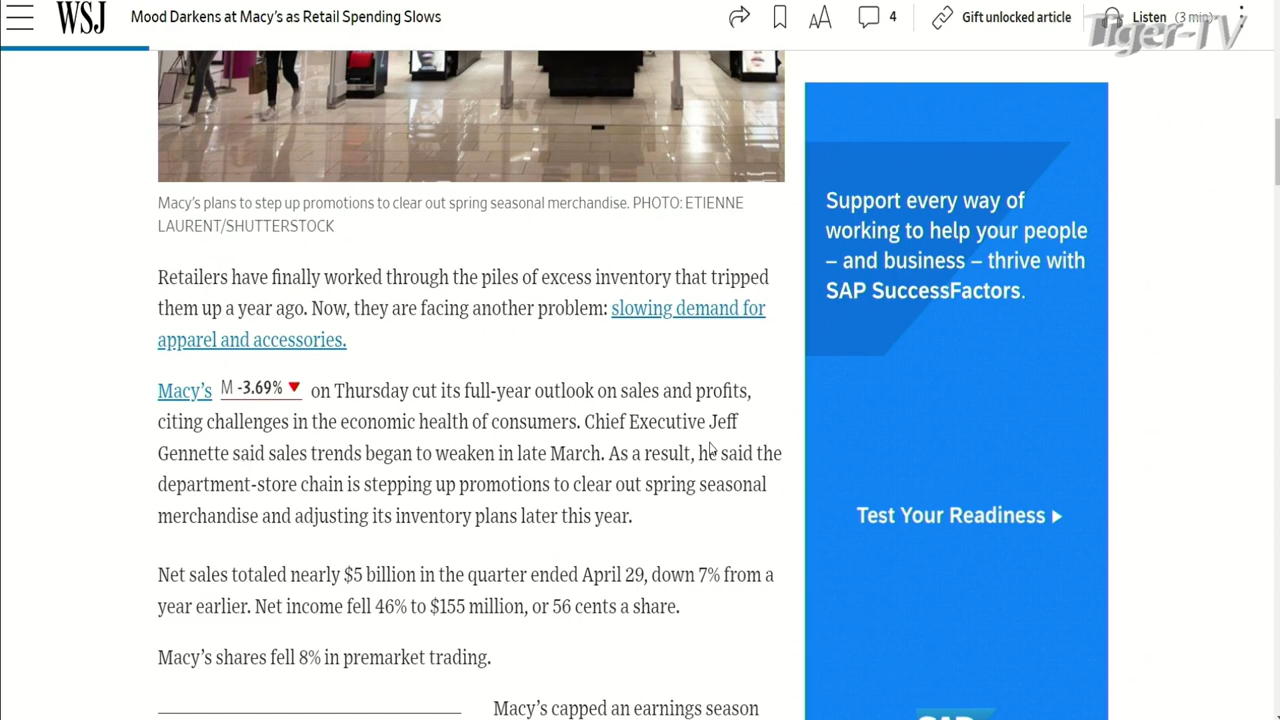 WSJ
Mood Darkens at Macy's as Retail Spending Slows
4
Gift unlocked article
Listen (3 min)
Tiger-TV
Macy's plans to step up promotions to clear out spring seasonal merchandise. PHOTO: ETIENNE
LAURENT/SHUTTERSTOCK
Retailers have finally worked through the piles of excess inventory that tripped
them up a year ago. Now, they are facing another problem: slowing demand for
apparel and accessories.
Macy's M -3.69% on Thursday cut its full-year outlook on sales and profits,
citing challenges in the economic health of consumers. Chief Executive Jeff
Gennette said sales trends began to weaken in late March. As a result, he said the
department-store chain is stepping up promotions to clear out spring seasonal
merchandise and adjusting its inventory plans later this year.
Net sales totaled nearly $5 billion in the quarter ended April 29, down 7% from a
year earlier. Net income fell 46% to $155 million, or 56 cents a share.
Macy's shares fell 8% in premarket trading.
Macy's capped an earnings season
Support every way of
working to help your people
– and business – thrive with
SAP SuccessFactors.
Test Your Readiness
SAP